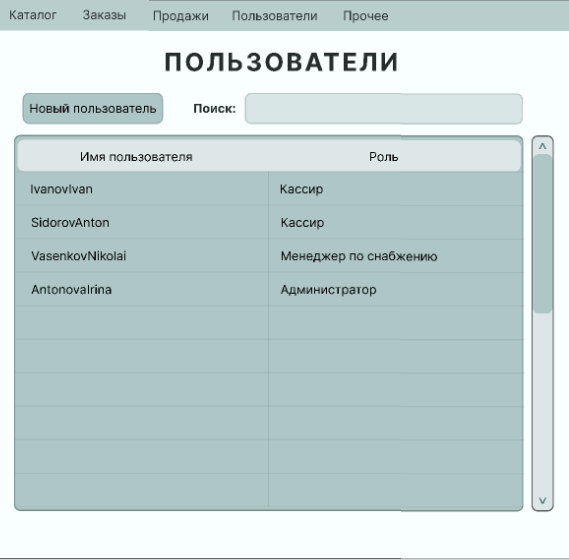 Каталог Заказы Продажи Пользователи Прочее
ПОЛЬЗОВАТЕЛИ
Новый пользователь Поиск:
Имя пользователя Роль
IvanovIvan Кассир
SidorovAnton Кассир
VasenkovNikolai Менеджер по снабжению
AntonovaIrina Администратор